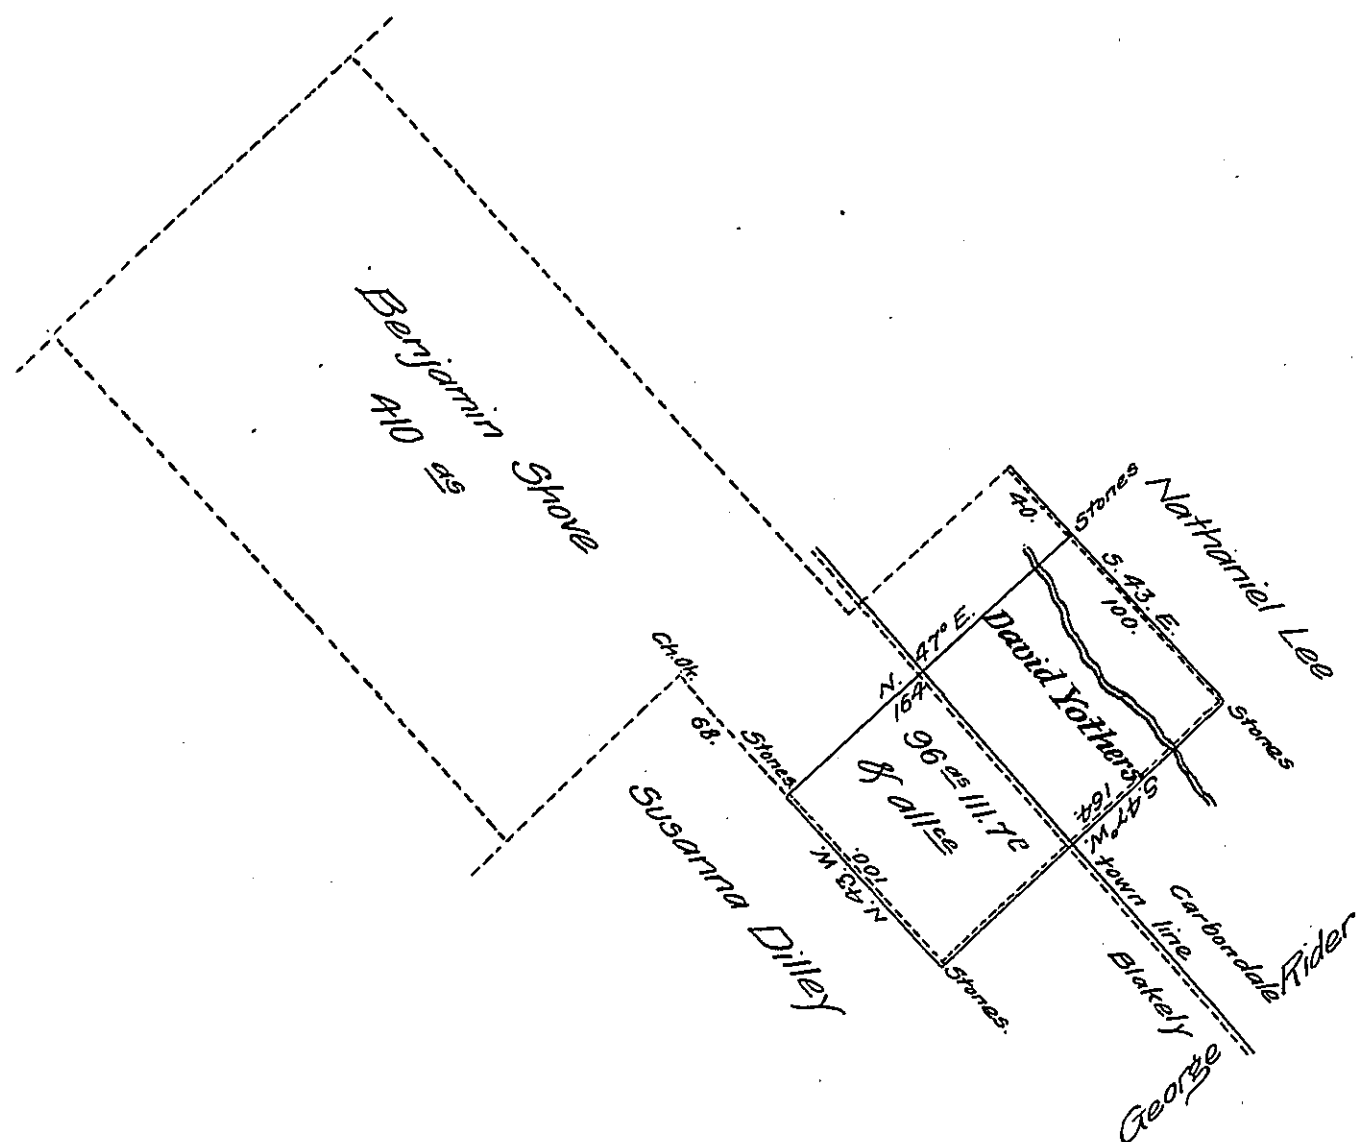 Benjamin Shove
410 as
Nathaniel Lee
40.
Stones
S. 43. E.
100.
Stones
David Yothers
N. 47° E.
164
96 as 111.7 P
& allce
S. 47° W.
164.
Ch. Ok.
68.
Stones
100.
N. 43. W.
Stones.
Susanna Dilley
town line
Carbondale
Blakely
George Rider